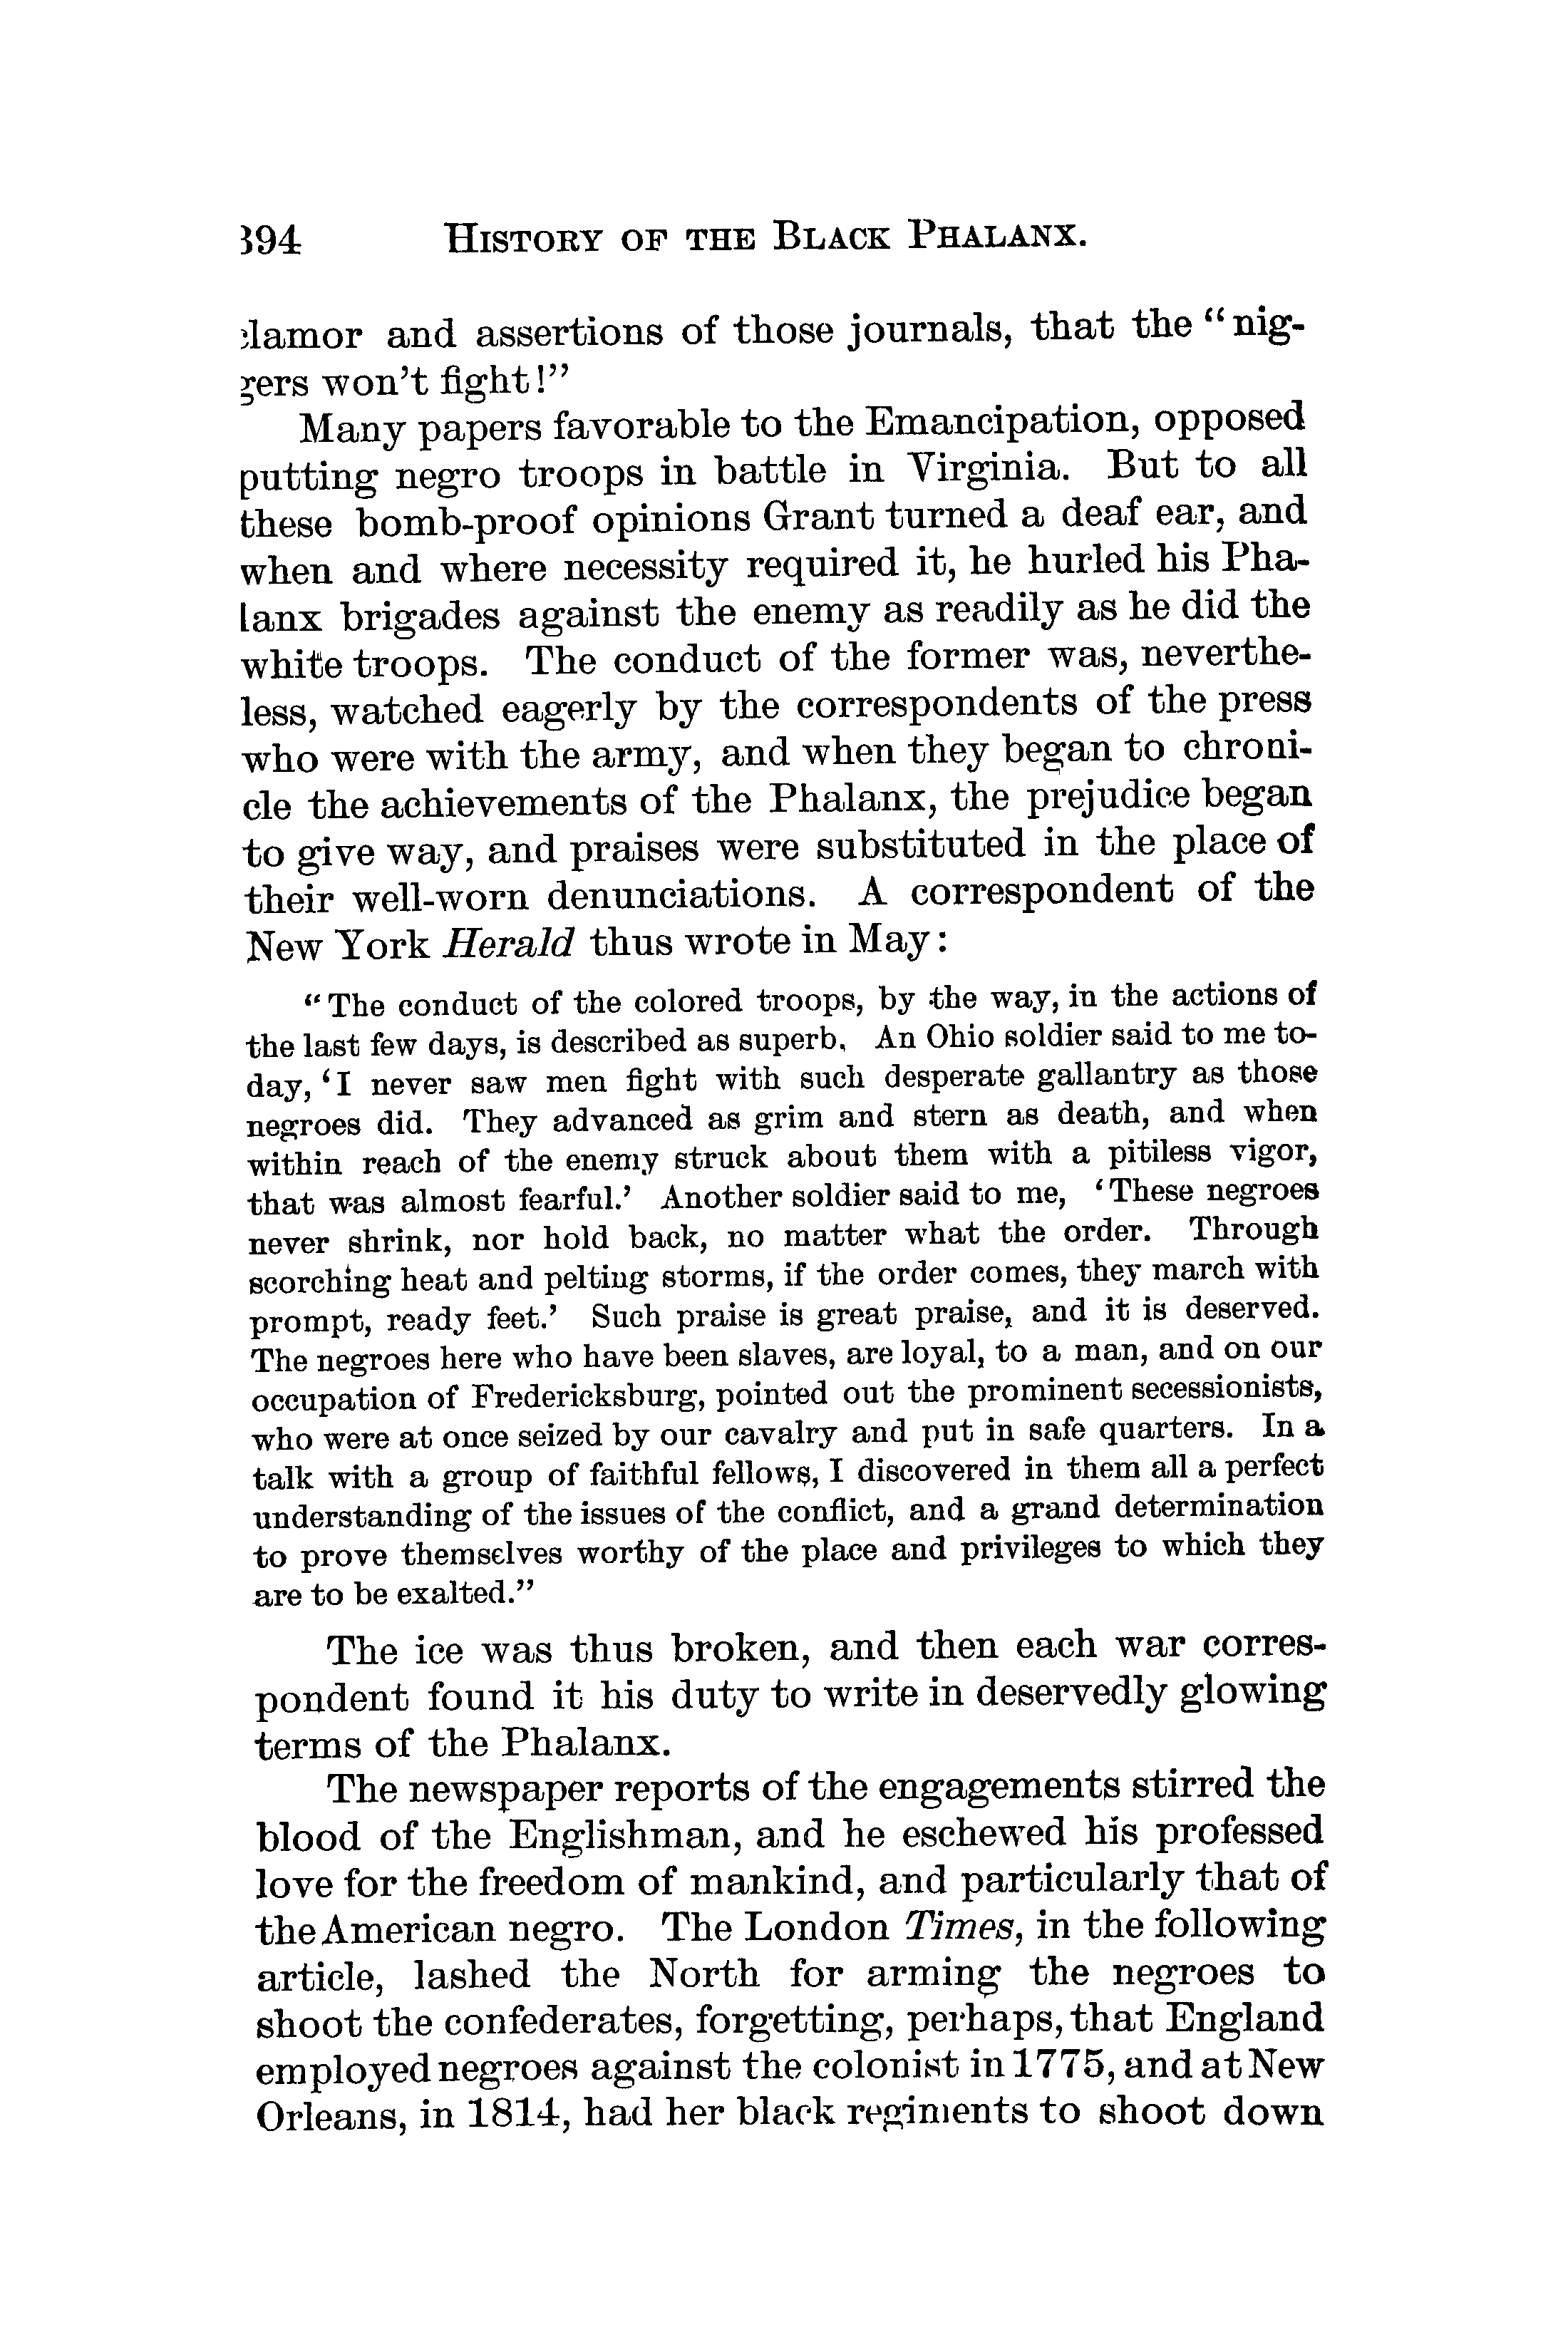 394 HISTORY OF THE BLACK PHALANX.
clamor and assertions of those journals, that the “nig-
gers won’t fight!”
Many papers favorable to the Emancipation, opposed
putting negro troops in battle in Virginia. But to all
these bomb-proof opinions Grant turned a deaf ear, and
when and where necessity required it, he hurled his Pha-
lanx brigades against the enemy as readily as he did the
white troops. The conduct of the former was, neverthe-
less, watched eagerly by the correspondents of the press
who were with the army, and when they began to chroni-
cle the achievements of the Phalanx, the prejudice began
to give way, and praises were substituted in the place of
their well-worn denunciations. A correspondent of the
New York Herald thus wrote in May:
“The conduct of the colored troops, by the way, in the actions of
the last few days, is described as superb. An Ohio soldier said to me to-
day, ‘I never saw men fight with such desperate gallantry as those
negroes did. They advanced as grim and stern as death, and when
within reach of the enemy struck about them with a pitiless vigor,
that was almost fearful.’ Another soldier said to me, ‘These negroes
never shrink, nor hold back, no matter what the order. Through
scorching heat and pelting storms, if the order comes, they march with
prompt, ready feet.’ Such praise is great praise, and it is deserved.
The negroes here who have been slaves, are loyal, to a man, and on our
occupation of Fredericksburg, pointed out the prominent secessionists,
who were at once seized by our cavalry and put in safe quarters. In a
talk with a group of faithful fellows, I discovered in them all a perfect
understanding of the issues of the conflict, and a grand determination
to prove themselves worthy of the place and privileges to which they
are to be exalted.”
The ice was thus broken, and then each war corres-
pondent found it his duty to write in deservedly glowing
terms of the Phalanx.
The newspaper reports of the engagements stirred the
blood of the Englishman, and he eschewed his professed
love for the freedom of mankind, and particularly that of
the American negro. The London Times, in the following
article, lashed the North for arming the negroes to
shoot the confederates, forgetting, perhaps, that England
employed negroes against the colonist in 1775, and at New
Orleans, in 1814, had her black regiments to shoot down